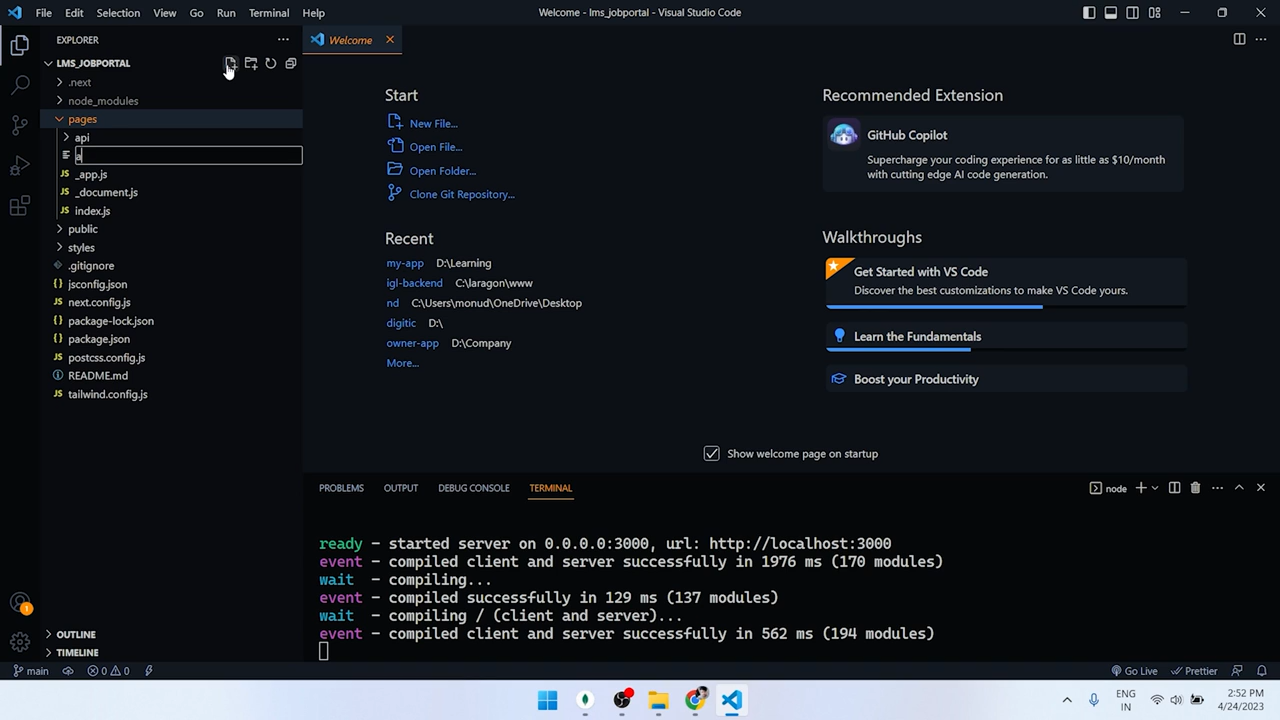 File Edit Selection View Go Run Terminal Help
Welcome - lms_jobportal - Visual Studio Code
EXPLORER
Welcome
LMS_JOBPORTAL
.next
node_modules
pages
api
a
_app.js
_document.js
index.js
public
styles
.gitignore
jsconfig.json
next.config.js
package-lock.json
package.json
postcss.config.js
README.md
tailwind.config.js
OUTLINE
TIMELINE
Start
New File...
Open File...
Open Folder...
Clone Git Repository...
Recent
my-app D:\Learning
igl-backend C:\laragon\www
nd C:\Users\monud\OneDrive\Desktop
digitic D:\
owner-app D:\Company
More...
Recommended Extension
GitHub Copilot
Supercharge your coding experience for as little as $10/month
with cutting edge AI code generation.
Walkthroughs
Get Started with VS Code
Discover the best customizations to make VS Code yours.
Learn the Fundamentals
Boost your Productivity
Show welcome page on startup
PROBLEMS OUTPUT DEBUG CONSOLE TERMINAL
node
ready - started server on 0.0.0.0:3000, url: http://localhost:3000
event - compiled client and server successfully in 1976 ms (170 modules)
wait - compiling...
event - compiled successfully in 129 ms (137 modules)
wait - compiling / (client and server)...
event - compiled client and server successfully in 562 ms (194 modules)
main 0 0 Go Live Prettier
1
ENG
IN
2:52 PM
4/24/2023